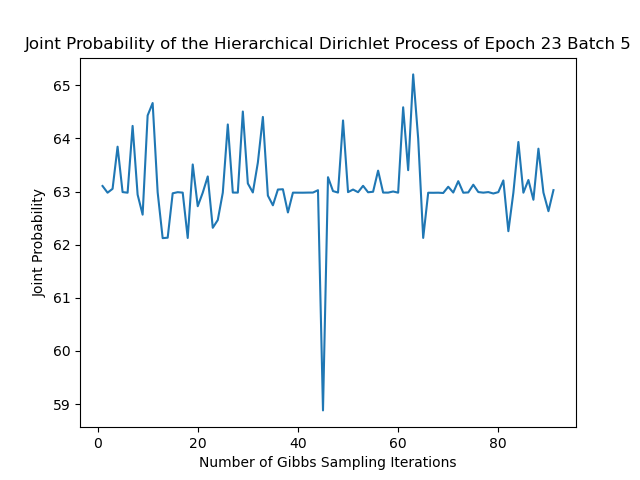 Joint Probability of the Hierarchical Dirichlet Process of Epoch 23 Batch 5
65
64
63
62
61
60
59
Joint Probability
0 20 40 60 80
Number of Gibbs Sampling Iterations